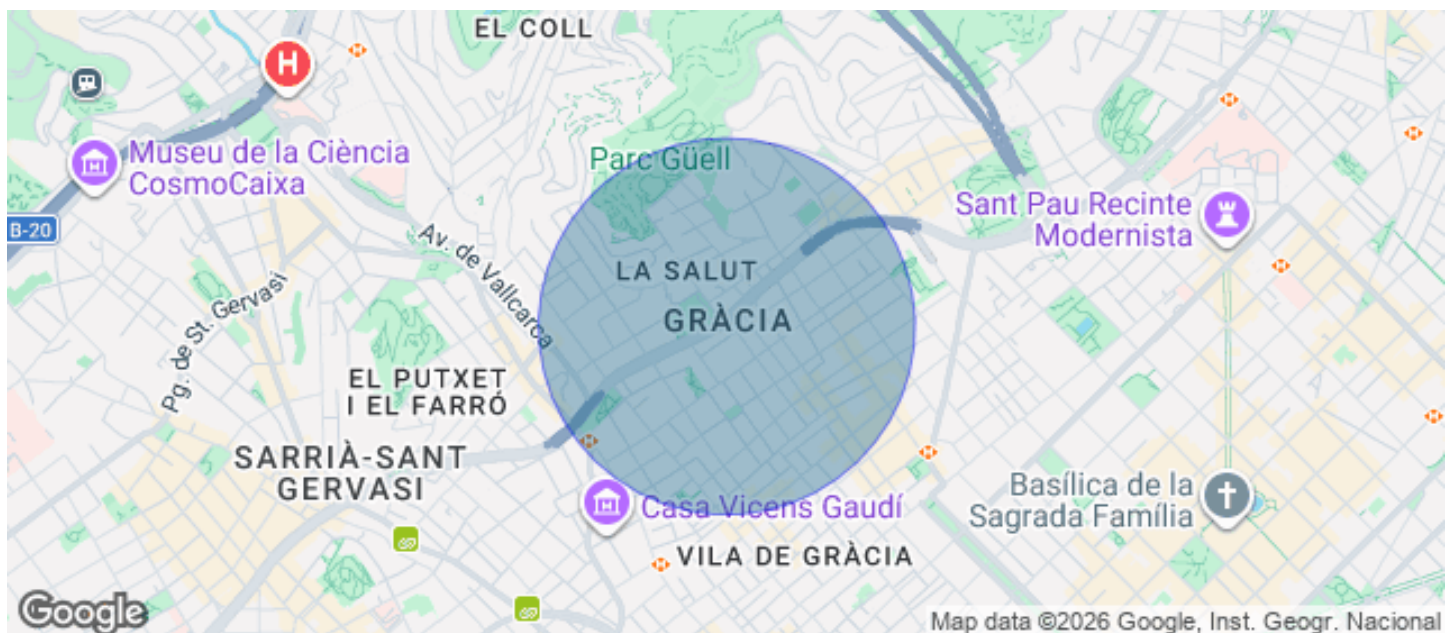 EL COLL
H
Museu de la Ciència
CosmoCaixa
Parc Güell
B-20
Av. de Vallcarca
Sant Pau Recinte
Modernista
LA SALUT
GRÀCIA
Pg. de St. Gervasi
EL PUTXET
I EL FARRÓ
SARRIÀ-SANT
GERVASI
Casa Vicens Gaudí
Basílica de la
Sagrada Família
VILA DE GRÀCIA
Google
Map data ©2026 Google, Inst. Geogr. Nacional